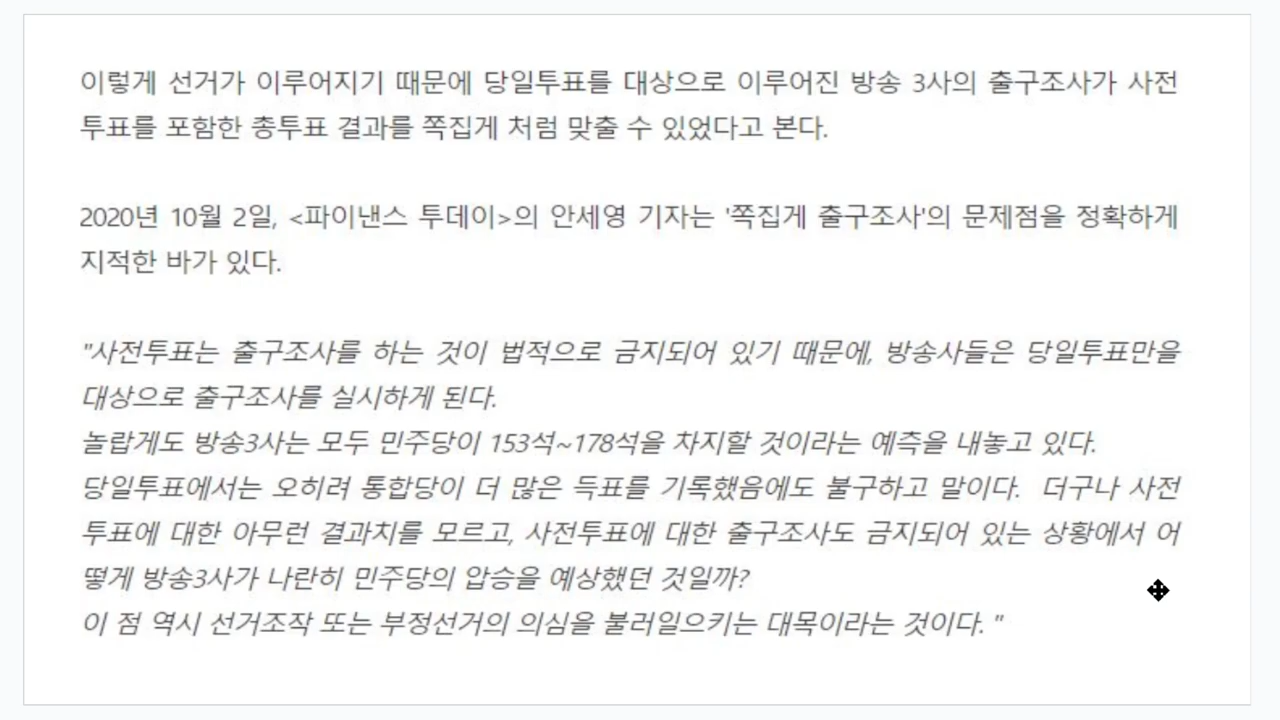 이렇게 선거가 이루어지기 때문에 당일투표를 대상으로 이루어진 방송 3사의 출구조사가 사전
투표를 포함한 총투표 결과를 쪽집게 처럼 맞출 수 있었다고 본다.
2020년 10월 2일, <파이낸스 투데이>의 안세영 기자는 '쪽집게 출구조사'의 문제점을 정확하게
지적한 바가 있다.
"사전투표는 출구조사를 하는 것이 법적으로 금지되어 있기 때문에, 방송사들은 당일투표만을
대상으로 출구조사를 실시하게 된다.
놀랍게도 방송3사는 모두 민주당이 153석~178석을 차지할 것이라는 예측을 내놓고 있다.
당일투표에서는 오히려 통합당이 더 많은 득표를 기록했음에도 불구하고 말이다. 더구나 사전
투표에 대한 아무런 결과치를 모르고, 사전투표에 대한 출구조사도 금지되어 있는 상황에서 어
떻게 방송3사가 나란히 민주당의 압승을 예상했던 것일까?
이 점 역시 선거조작 또는 부정선거의 의심을 불러일으키는 대목이라는 것이다. "